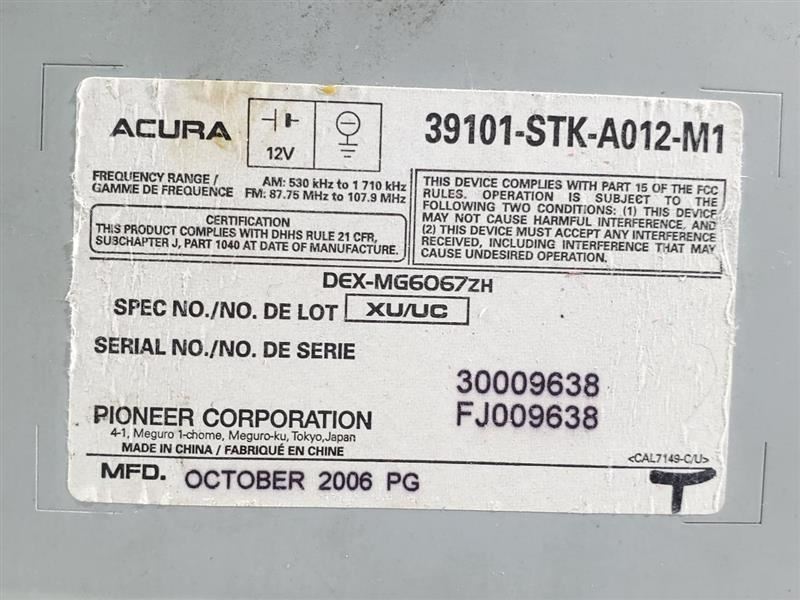 ACURA
12V
39101-STK-A012-M1
FREQUENCY RANGE /
GAMME DE FREQUENCE
AM: 530 kHz to 1 710 kHz
FM: 87.75 MHz to 107.9 MHz
CERTIFICATION
THIS PRODUCT COMPLIES WITH DHHS RULE 21 CFR,
SUBCHAPTER J, PART 1040 AT DATE OF MANUFACTURE.
THIS DEVICE COMPLIES WITH PART 15 OF THE FCC
RULES. OPERATION IS SUBJECT TO THE
FOLLOWING TWO CONDITIONS: (1) THIS DEVICE
MAY NOT CAUSE HARMFUL INTERFERENCE, AND
(2) THIS DEVICE MUST ACCEPT ANY INTERFERENCE
RECEIVED, INCLUDING INTERFERENCE THAT MAY
CAUSE UNDESIRED OPERATION.
DEX-MG6067ZH
SPEC NO./NO. DE LOT XU/UC
SERIAL NO./NO. DE SERIE
30009638
FJ009638
PIONEER CORPORATION
4-1, Meguro 1-chome, Meguro-ku, Tokyo,Japan
MADE IN CHINA / FABRIQUÉ EN CHINE
<CAL7149-C/U>
MFD. OCTOBER 2006 PG
T